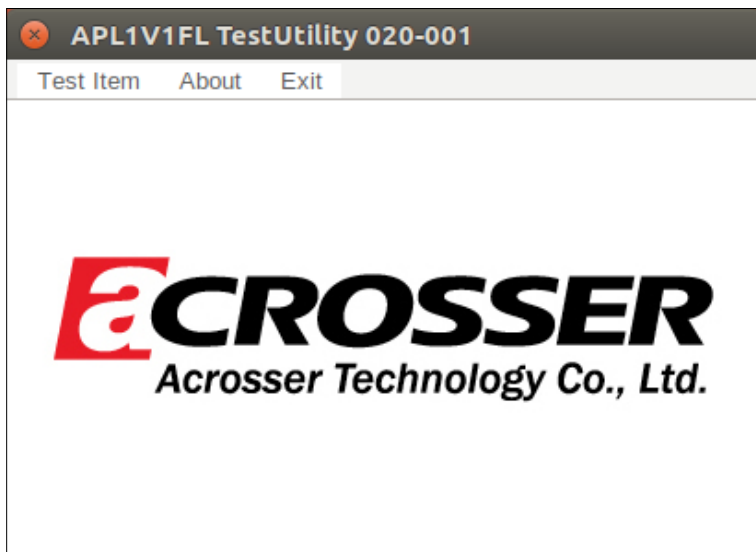 APL1V1FL TestUtility 020-001
Test Item About Exit
aCROSSER
Acrosser Technology Co., Ltd.